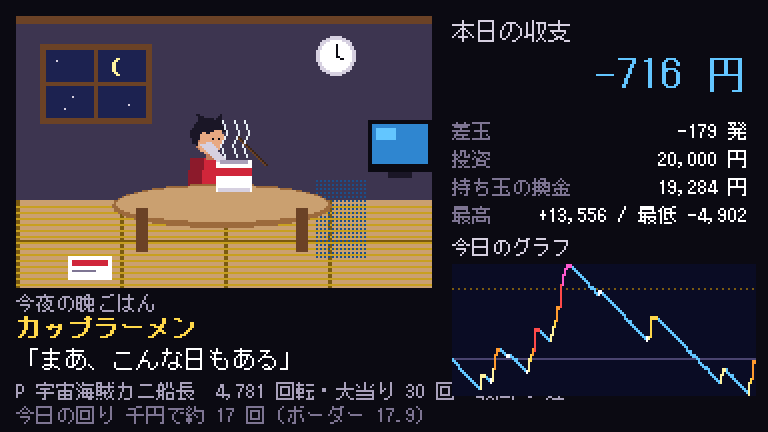 本日の収支
-716 円
差玉 -179 発
投資 20,000 円
持ち玉の換金 19,284 円
最高 +13,556 / 最低 -4,902
今日のグラフ
今夜の晩ごはん
カップラーメン
「まあ、こんな日もある」
P 宇宙海賊カニ船長 4,781 回転・大当り 30 回
今日の回り 千円で約 17 回 (ボーダー 17.9)